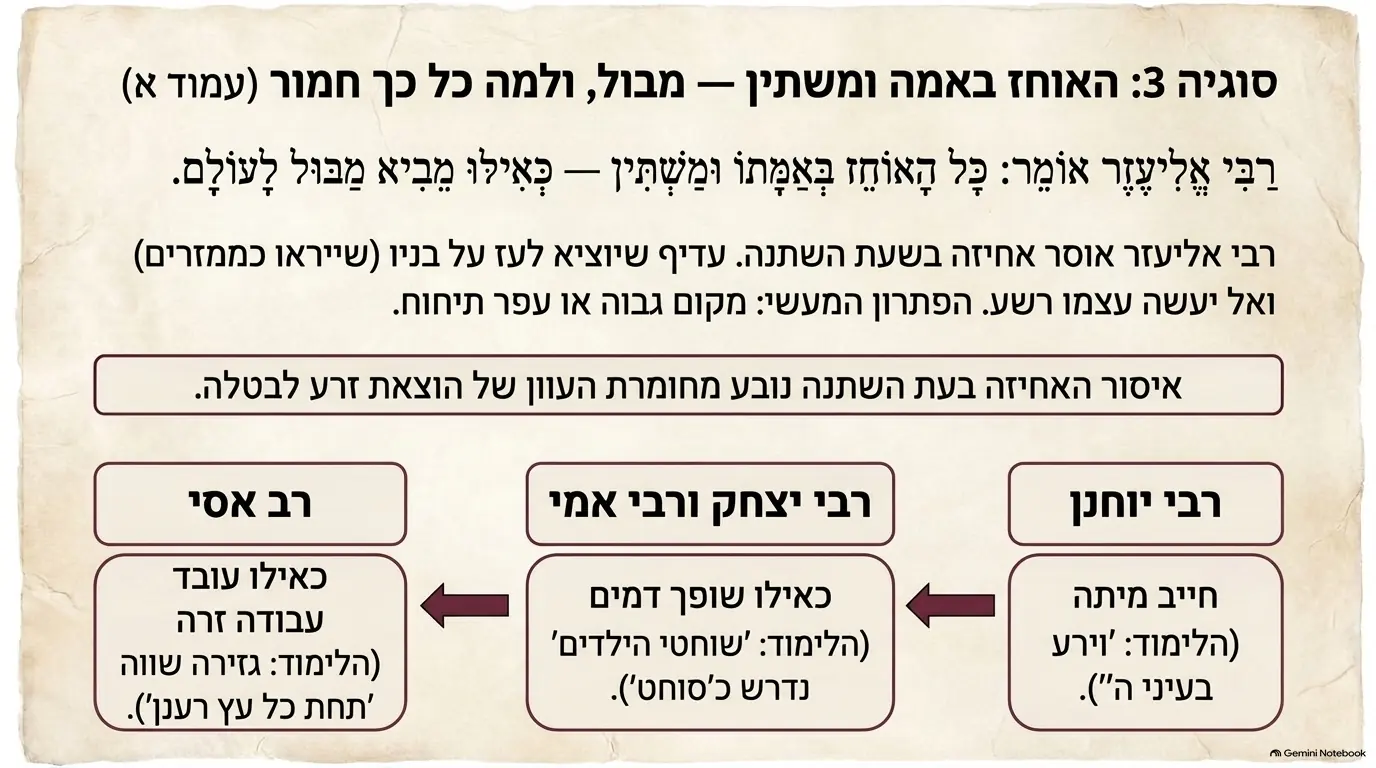 סוגיה 3: האוחז באמה ומשתין — מבול, ולמה כל כך חמור (עמוד א)
רַבִּי אֱלִיעֶזֶר אוֹמֵר: כׇּל הָאוֹחֵז בְּאַמָּתוֹ וּמַשְׁתִּין — כְּאִילּוּ מֵבִיא מַבּוּל לָעוֹלָם.
רבי אליעזר אוסר אחיזה בשעת השתנה. עדיף שיוציא לעז על בניו (שייראו כממזרים)
ואל יעשה עצמו רשע. הפתרון המעשי: מקום גבוה או עפר תיחוח.
איסור האחיזה בעת השתנה נובע מחומרת העוון של הוצאת זרע לבטלה.
רבי יוחנן
חייב מיתה
(הלימוד: 'וירע
בעיני ה'').
רבי יצחק ורבי אמי
כאילו שופך דמים
(הלימוד: 'שוחטי הילדים'
נדרש כ'סוחט').
רב אסי
כאילו עובד
עבודה זרה
(הלימוד: גזירה שווה
'תחת כל עץ רענן').
Gemini Notebook